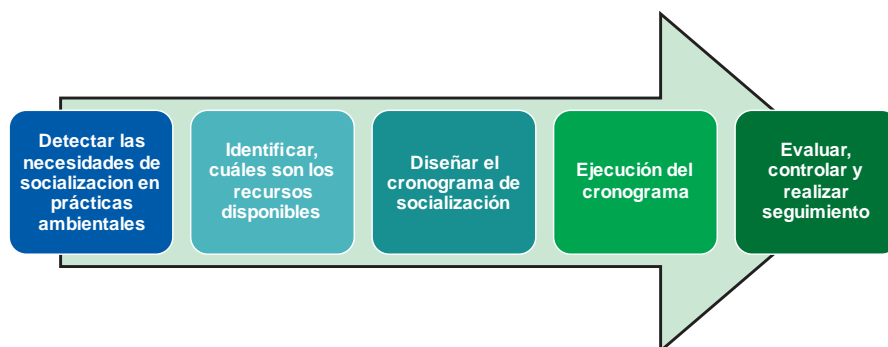 Detectar las
necesidades de
socializacion en
prácticas
ambientales
Identificar,
cuáles son los
recursos
disponibles
Diseñar el
cronograma de
socialización
Ejecución del
cronograma
Evaluar,
controlar y
realizar
seguimiento